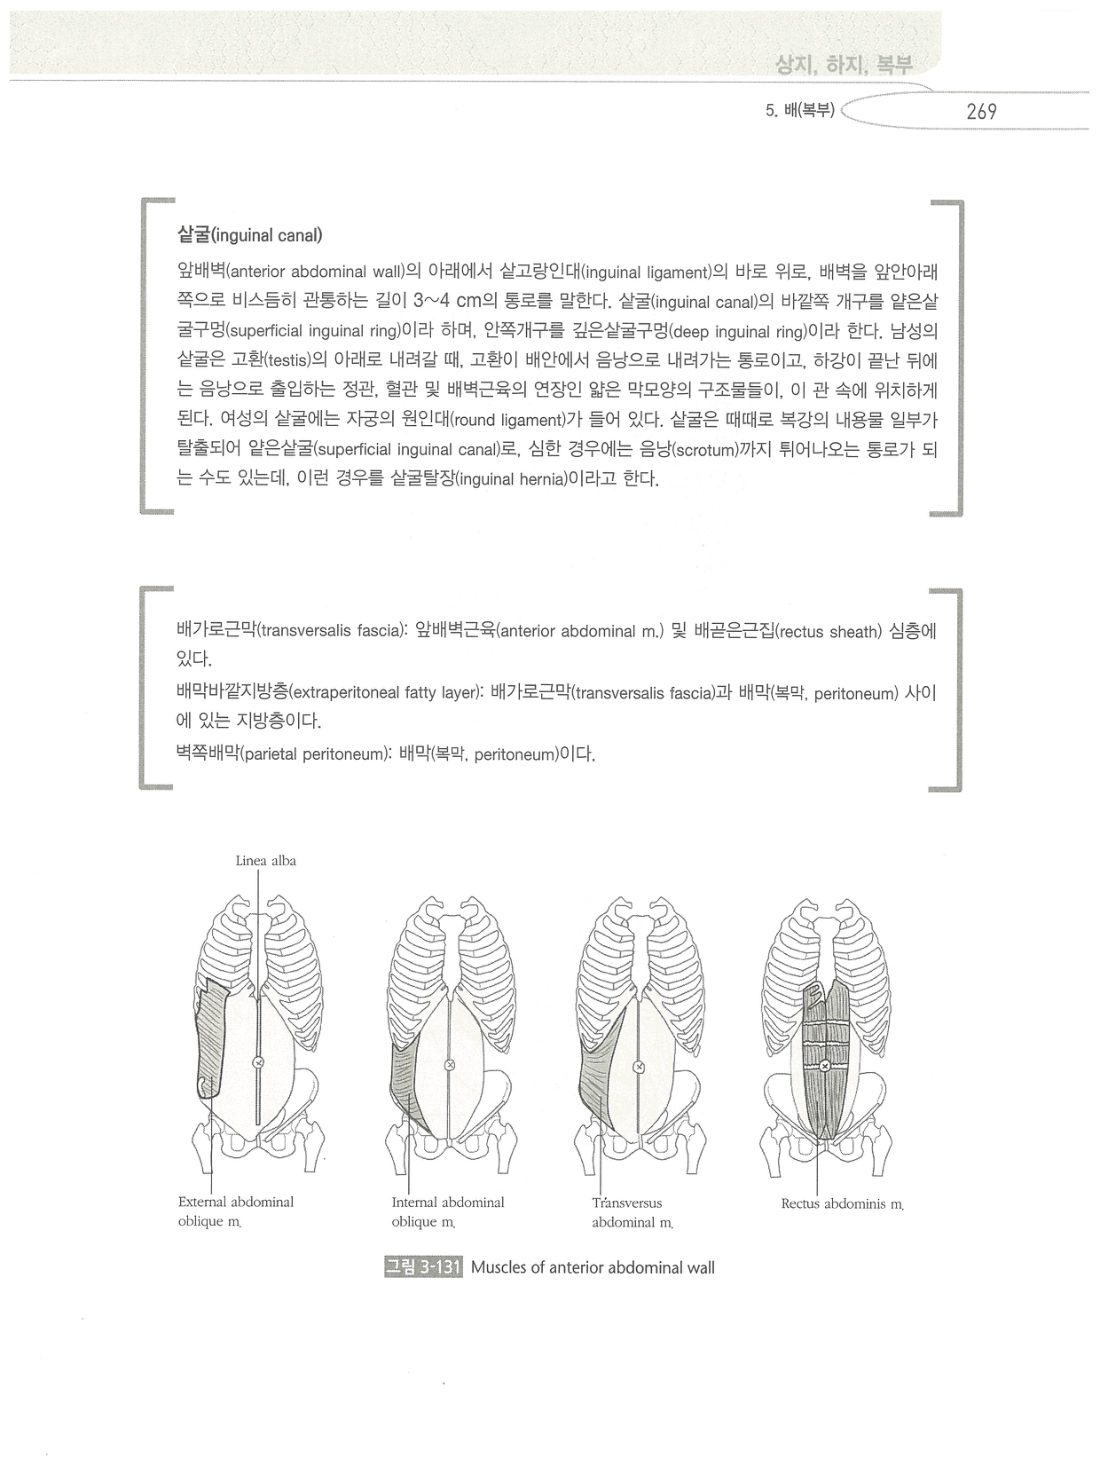 상지, 하지, 복부
5. 배(복부)
269
샅굴(inguinal canal)
앞배벽(anterior abdominal wall)의 아래에서 샅고랑인대(inguinal ligament)의 바로 위로, 배벽을 앞안아래
쪽으로 비스듬히 관통하는 길이 3～4 cm의 통로를 말한다. 샅굴(inguinal canal)의 바깥쪽 개구를 얕은샅
굴구멍(superficial inguinal ring)이라 하며, 안쪽개구를 깊은샅굴구멍(deep inguinal ring)이라 한다. 남성의
샅굴은 고환(testis)의 아래로 내려갈 때, 고환이 배안에서 음낭으로 내려가는 통로이고, 하강이 끝난 뒤에
는 음낭으로 출입하는 정관, 혈관 및 배벽근육의 연장인 얇은 막모양의 구조물들이, 이 관 속에 위치하게
된다. 여성의 샅굴에는 자궁의 원인대(round ligament)가 들어 있다. 샅굴은 때때로 복강의 내용물 일부가
탈출되어 얕은샅굴(superficial inguinal canal)로, 심한 경우에는 음낭(scrotum)까지 튀어나오는 통로가 되
는 수도 있는데, 이런 경우를 샅굴탈장(inguinal hernia)이라고 한다.
배가로근막(transversalis fascia): 앞배벽근육(anterior abdominal m.) 및 배곧은근집(rectus sheath) 심층에
있다.
배막바깥지방층(extraperitoneal fatty layer): 배가로근막(transversalis fascia)과 배막(복막, peritoneum) 사이
에 있는 지방층이다.
벽쪽배막(parietal peritoneum): 배막(복막, peritoneum)이다.
Linea alba
External abdominal
oblique m.
Internal abdominal
oblique m.
Transversus
abdominal m.
Rectus abdominis m.
그림 3-131 Muscles of anterior abdominal wall